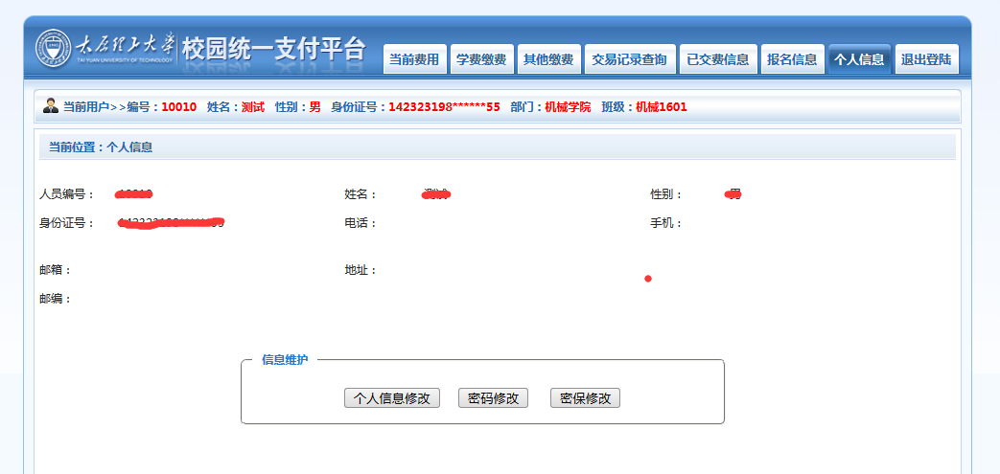 太原理工大学 校园统一支付平台
TAI YUAN UNIVERSITY OF TECHNOLOGY
当前费用 学费缴费 其他缴费 交易记录查询 已交费信息 报名信息 个人信息 退出登陆
当前用户>>编号：10010 姓名：测试 性别：男 身份证号：142323198******55 部门：机械学院 班级：机械1601
当前位置：个人信息
人员编号： 姓名： 性别：
身份证号： 电话： 手机：
邮箱： 地址：
邮编：
信息维护
个人信息修改 密码修改 密保修改